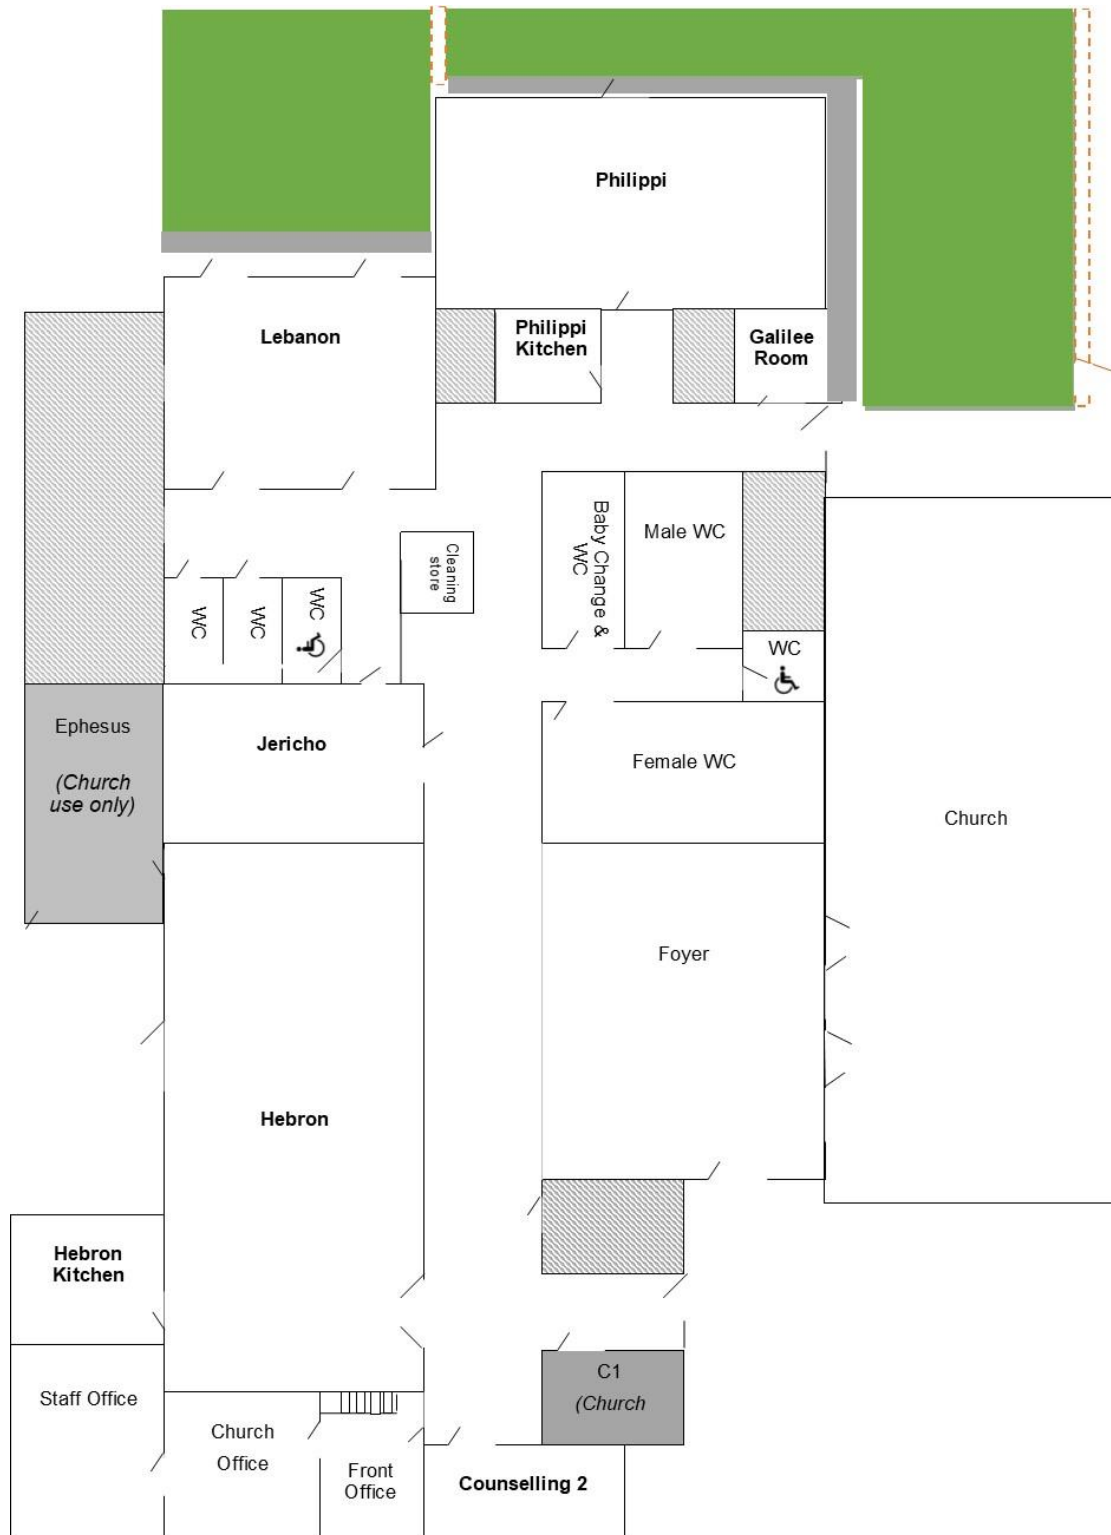 Philippi
Lebanon
Philippi
Kitchen
Galilee
Room
Cleaning
store
Baby Change &
WC
Male WC
WC
WC
WC
WC
Ephesus
(Church
use only)
Jericho
Female WC
Church
Foyer
Hebron
Hebron
Kitchen
Staff Office
Church
Office
Front
Office
C1
(Church
Counselling 2